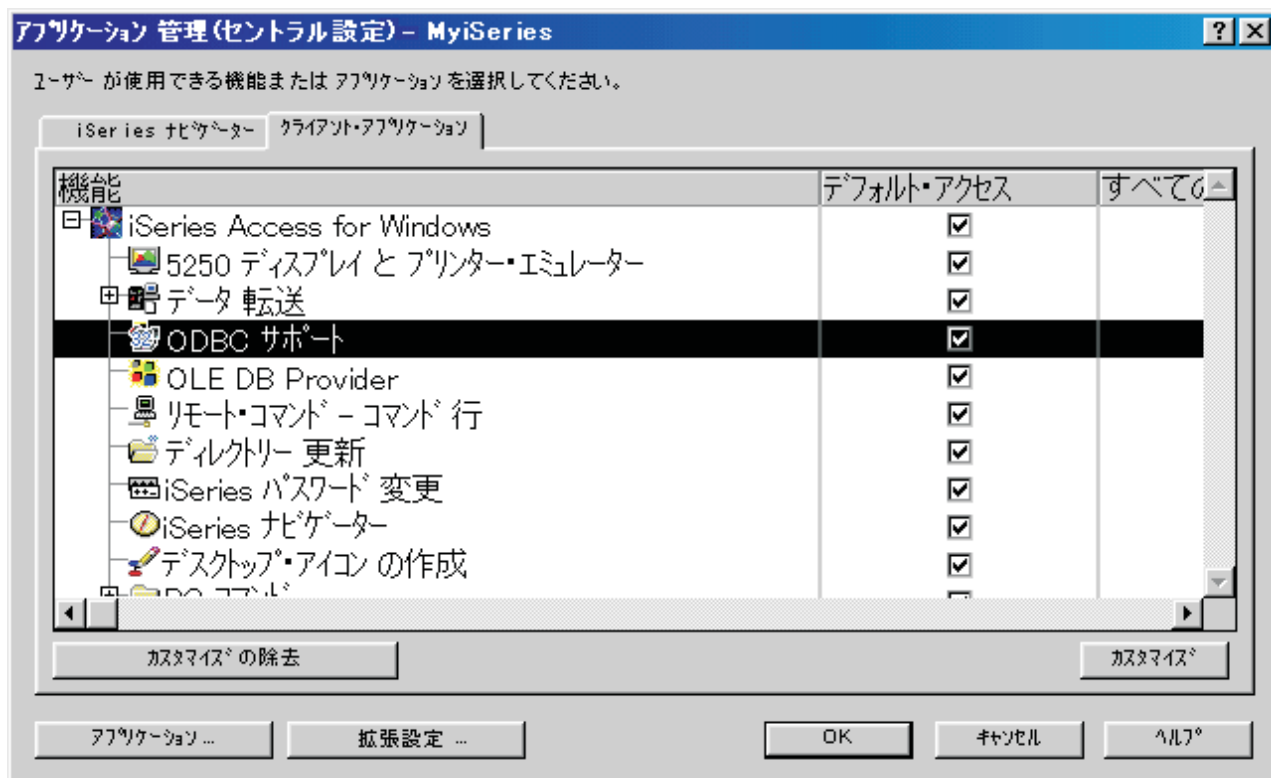 アプリケーション 管理(セントラル設定) – MyiSeries
ユーザー が使用できる機能または アプリケーション を選択してください。
iSeries ナビゲーター クライアント・アプリケーション
機能 デフォルト・アクセス すべての
iSeries Access for Windows
5250 ディスプレイ と プリンター・エミュレーター
データ 転送
ODBC サポート
OLE DB Provider
リモート・コマンド – コマンド 行
ディレクトリー 更新
iSeries パスワード 変更
iSeries ナビゲーター
デスクトップ・アイコン の作成
PC コマンド
カスタマイズ の除去 カスタマイズ
アプリケーション ... 拡張設定 ... OK キャンセル ヘルプ